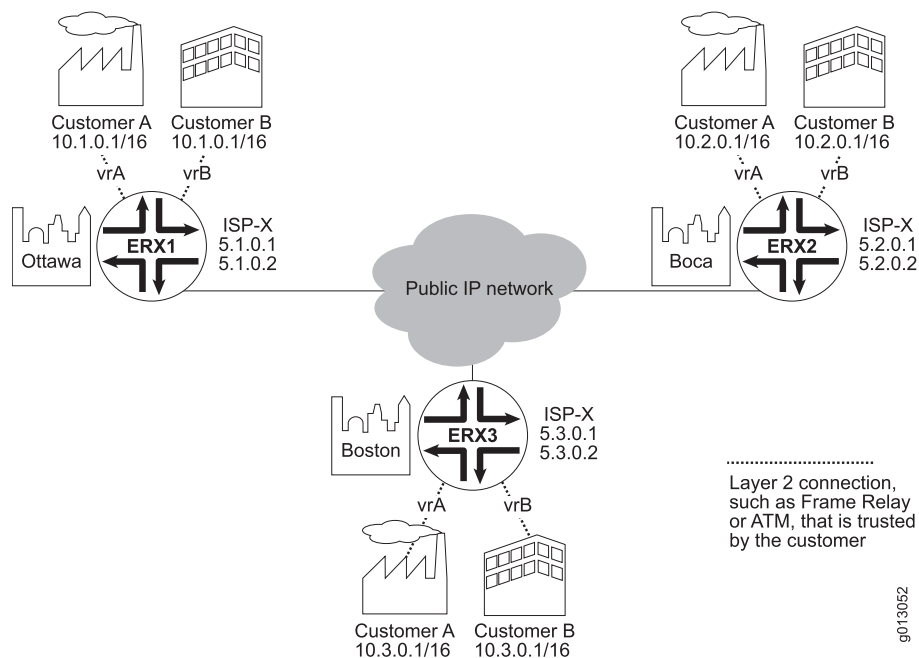 Customer A
10.1.0.1/16
Customer B
10.1.0.1/16
vrA
vrB
Ottawa
ERX1
ISP-X
5.1.0.1
5.1.0.2
Customer A
10.2.0.1/16
Customer B
10.2.0.1/16
vrA
vrB
Boca
ERX2
ISP-X
5.2.0.1
5.2.0.2
Public IP network
Boston
ERX3
ISP-X
5.3.0.1
5.3.0.2
vrA
vrB
Customer A
10.3.0.1/16
Customer B
10.3.0.1/16
Layer 2 connection,
such as Frame Relay
or ATM, that is trusted
by the customer
g013052